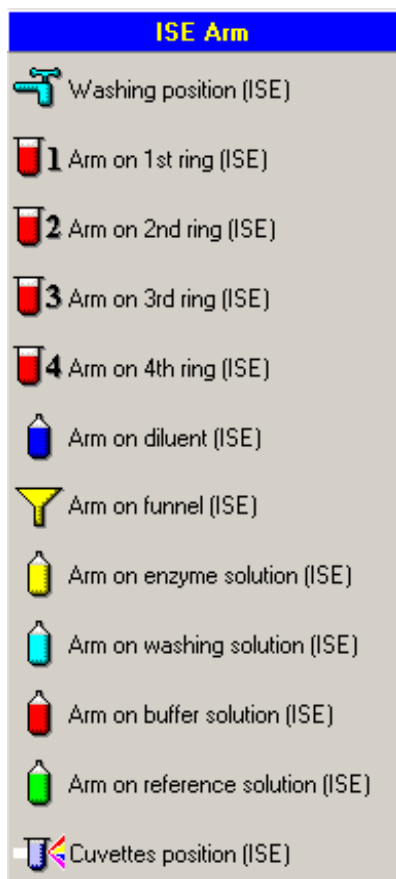 ISE Arm
Washing position (ISE)
1 Arm on 1st ring (ISE)
2 Arm on 2nd ring (ISE)
3 Arm on 3rd ring (ISE)
4 Arm on 4th ring (ISE)
Arm on diluent (ISE)
Arm on funnel (ISE)
Arm on enzyme solution (ISE)
Arm on washing solution (ISE)
Arm on buffer solution (ISE)
Arm on reference solution (ISE)
Cuvettes position (ISE)